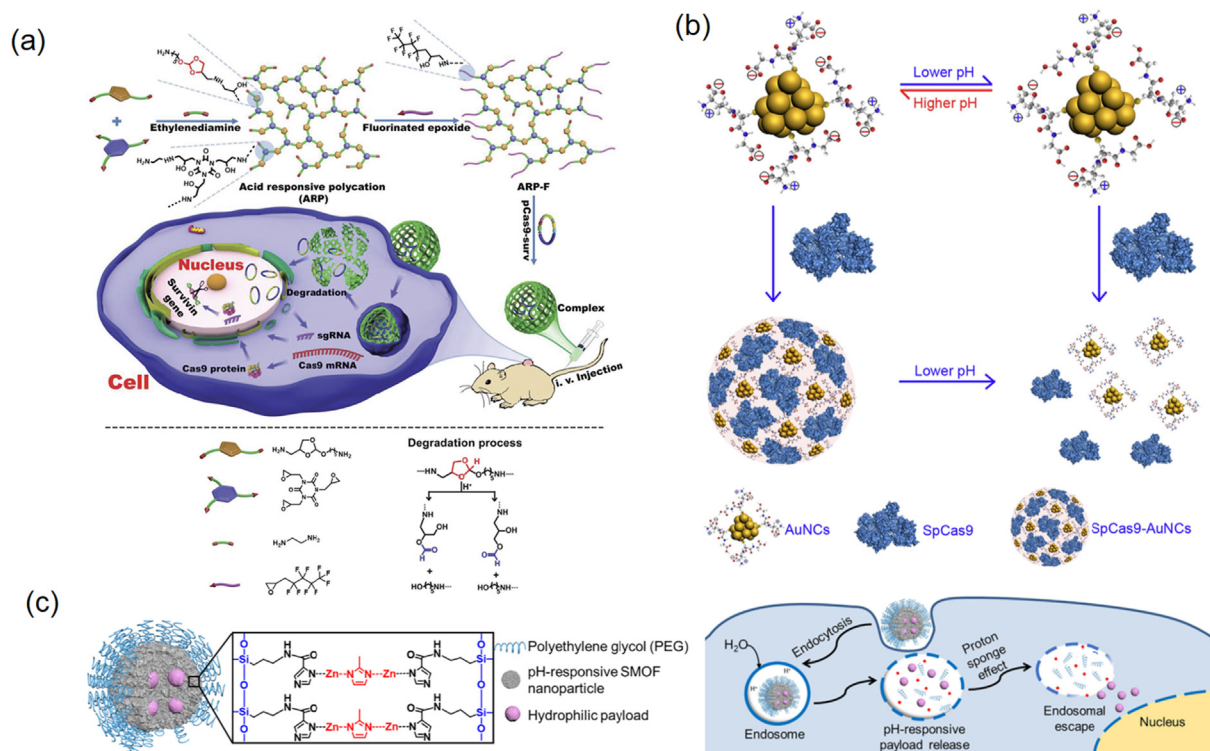 (a)
Ethylenediamine
Fluorinated epoxide
Acid responsive polycation
(ARP)
ARP-F
pCas9-surv
Nucleus
Survivin
gene
Degradation
sgRNA
Cas9 protein
Cas9 mRNA
Cell
Complex
i. v. Injection
Degradation process
H⁺
(b)
Lower pH
Higher pH
Lower pH
AuNCs
SpCas9
SpCas9-AuNCs
(c)
Polyethylene glycol (PEG)
pH-responsive SMOF
nanoparticle
Hydrophilic payload
H₂O
H⁺
Endocytosis
H⁺
Endosome
pH-responsive
payload release
Proton
sponge
effect
Endosomal
escape
Nucleus